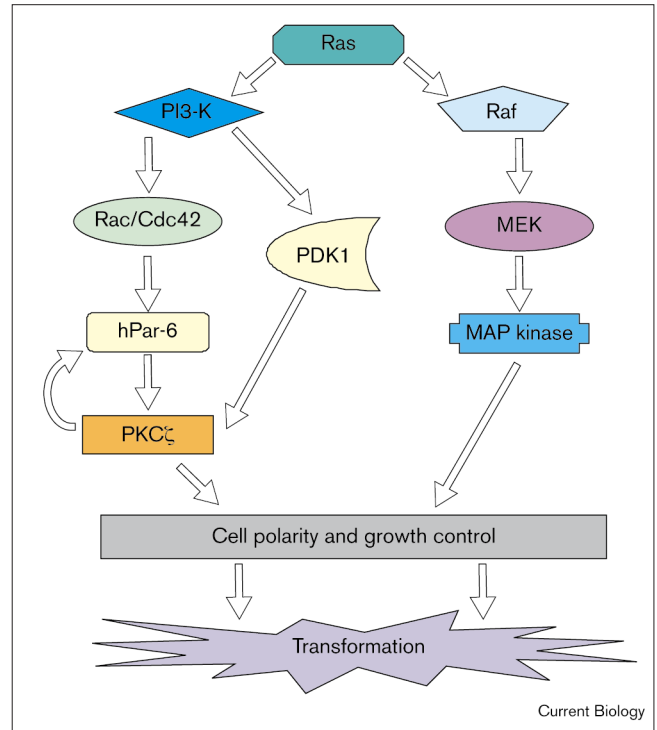 Ras
PI3-K
Raf
Rac/Cdc42
PDK1
MEK
hPar-6
MAP kinase
PKCζ
Cell polarity and growth control
Transformation
Current Biology